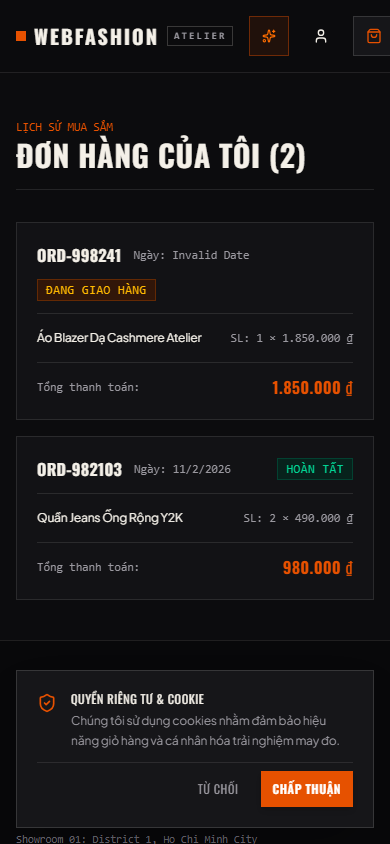 WEBFASHION ATELIER
LỊCH SỬ MUA SẮM
ĐƠN HÀNG CỦA TÔI (2)
ORD-998241 Ngày: Invalid Date
ĐANG GIAO HÀNG
Áo Blazer Dạ Cashmere Atelier SL: 1 × 1.850.000 ₫
Tổng thanh toán: 1.850.000 ₫
ORD-982103 Ngày: 11/2/2026 HOÀN TẤT
Quần Jeans Ống Rộng Y2K SL: 2 × 490.000 ₫
Tổng thanh toán: 980.000 ₫
QUYỀN RIÊNG TƯ & COOKIE
Chúng tôi sử dụng cookies nhằm đảm bảo hiệu
năng giỏ hàng và cá nhân hóa trải nghiệm may đo.
TỪ CHỐI CHẤP THUẬN
Showroom 01: District 1, Ho Chi Minh City